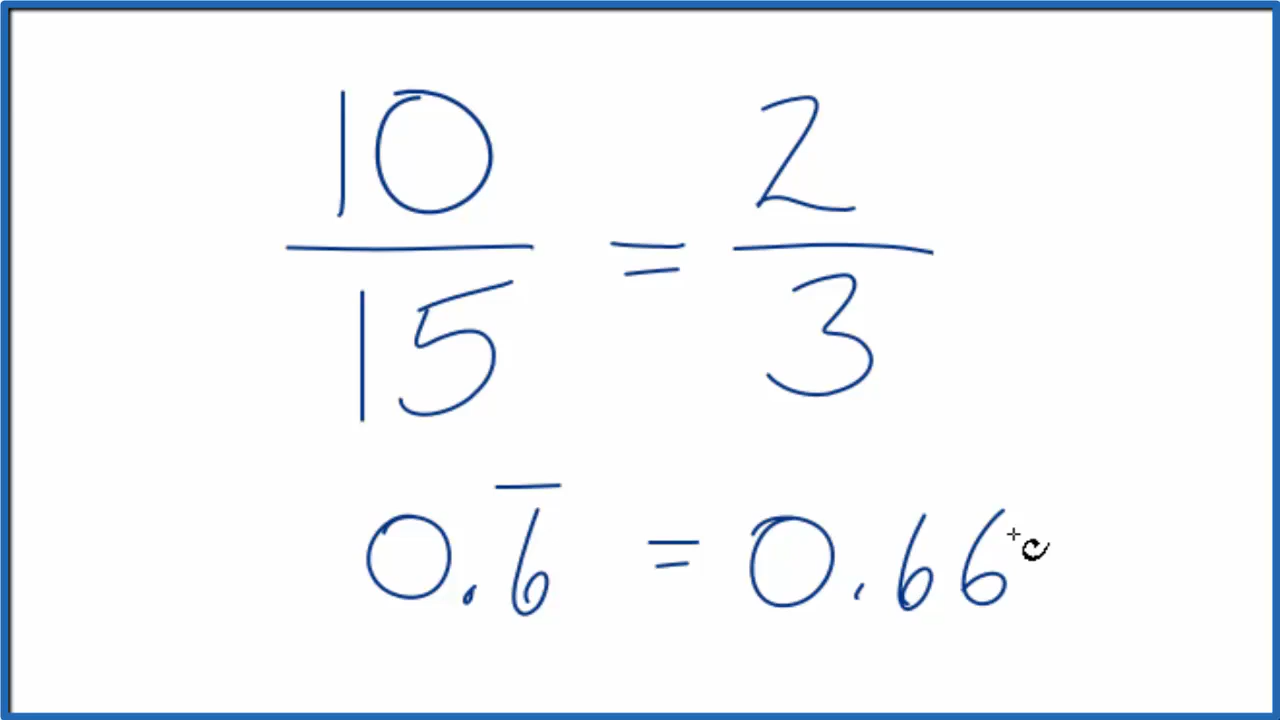 10/15 = 2/3
0.6̅ = 0.66